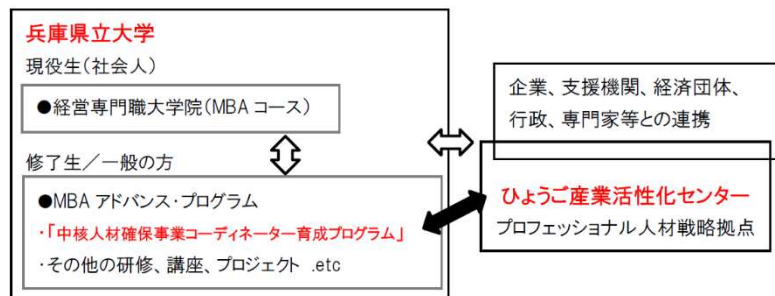 兵庫県立大学
現役生(社会人)
●経営専門職大学院(MBAコース)
修了生／一般の方
●MBAアドバンス・プログラム
・「中核人材確保事業コーディネーター育成プログラム」
・その他の研修、講座、プロジェクト .etc
企業、支援機関、経済団体、
行政、専門家等との連携
ひょうご産業活性化センター
プロフェッショナル人材戦略拠点